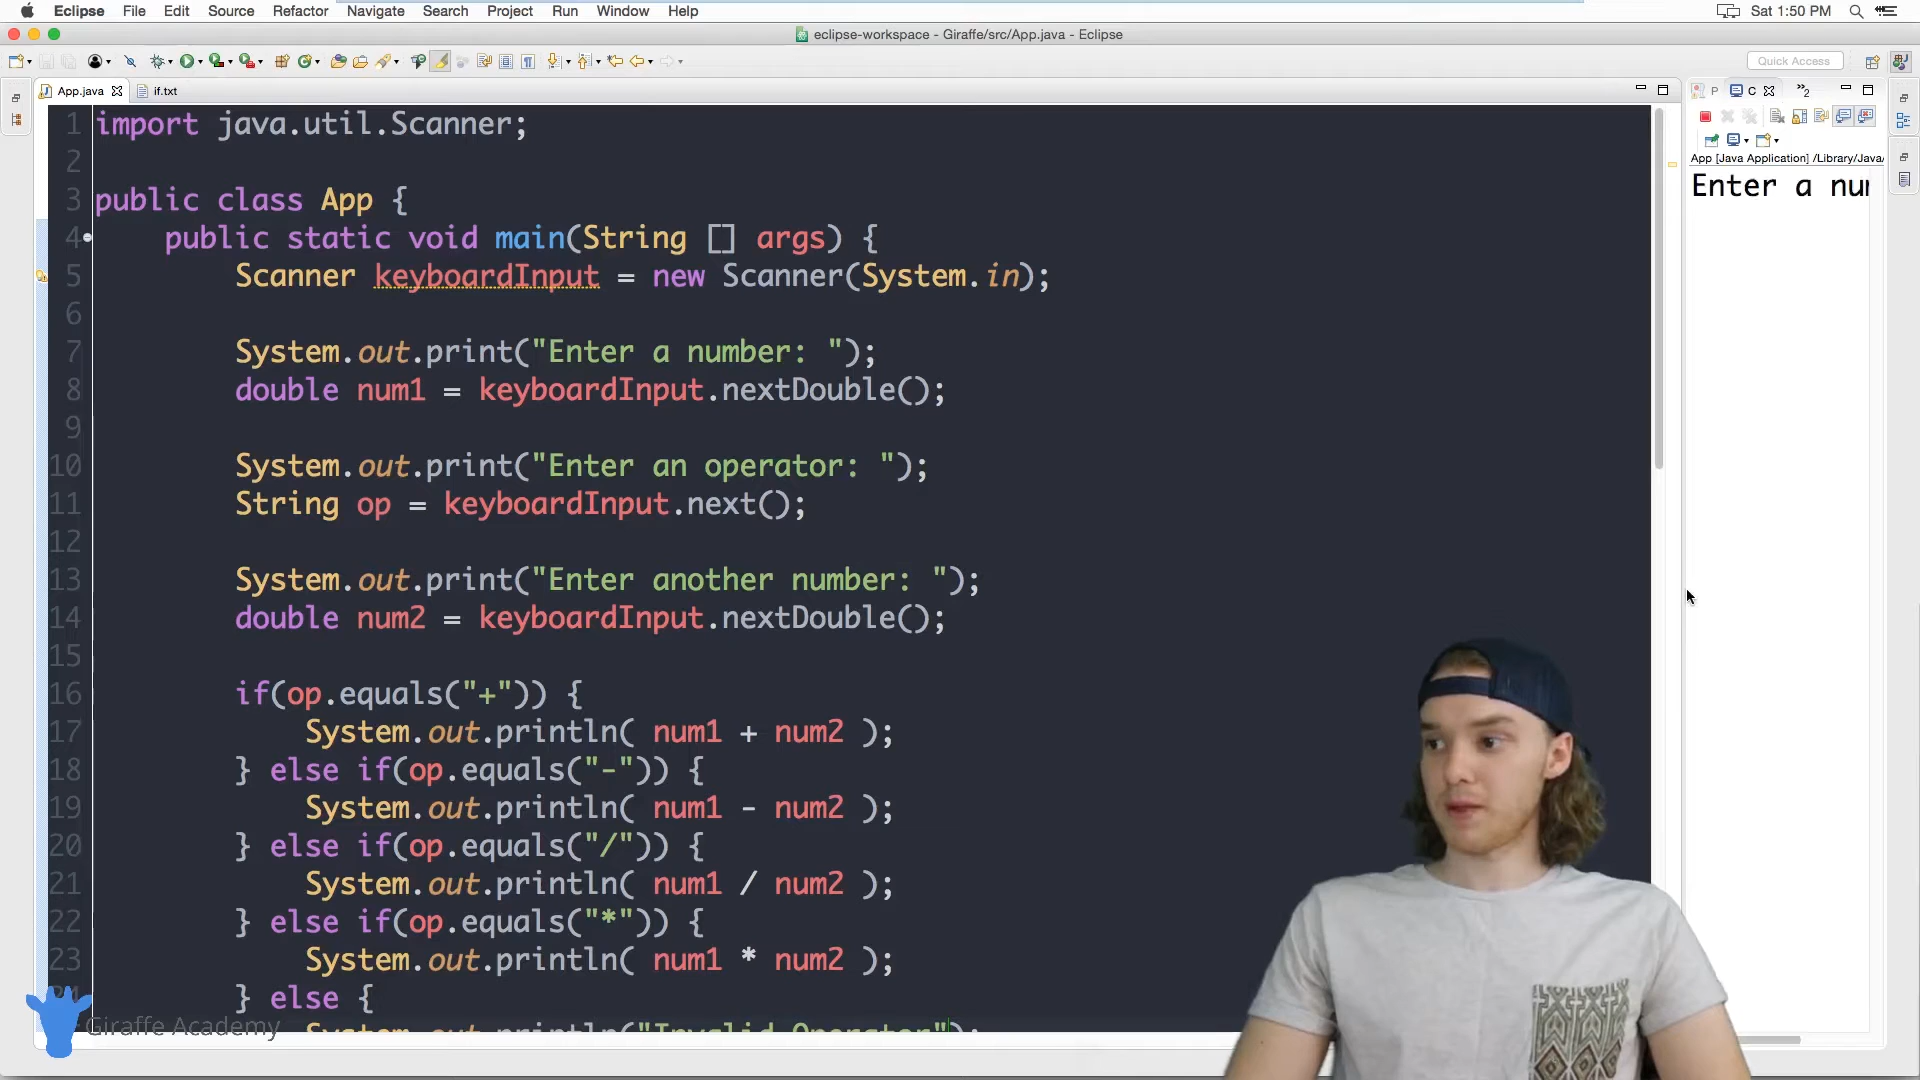 Eclipse File Edit Source Refactor Navigate Search Project Run Window Help Sat 1:50 PM
eclipse-workspace - Giraffe/src/App.java - Eclipse
Quick Access
App.java if.txt P C 2
1 import java.util.Scanner;
2
3 public class App {
4 public static void main(String [] args) {
5 Scanner keyboardInput = new Scanner(System.in);
6
7 System.out.print("Enter a number: ");
8 double num1 = keyboardInput.nextDouble();
9
10 System.out.print("Enter an operator: ");
11 String op = keyboardInput.next();
12
13 System.out.print("Enter another number: ");
14 double num2 = keyboardInput.nextDouble();
15
16 if(op.equals("+")) {
17 System.out.println( num1 + num2 );
18 } else if(op.equals("-")) {
19 System.out.println( num1 - num2 );
20 } else if(op.equals("/")) {
21 System.out.println( num1 / num2 );
22 } else if(op.equals("*")) {
23 System.out.println( num1 * num2 );
} else {
System.out.println("Invalid Operator");
App [Java Application] /Library/Java/
Enter a num
Giraffe Academy